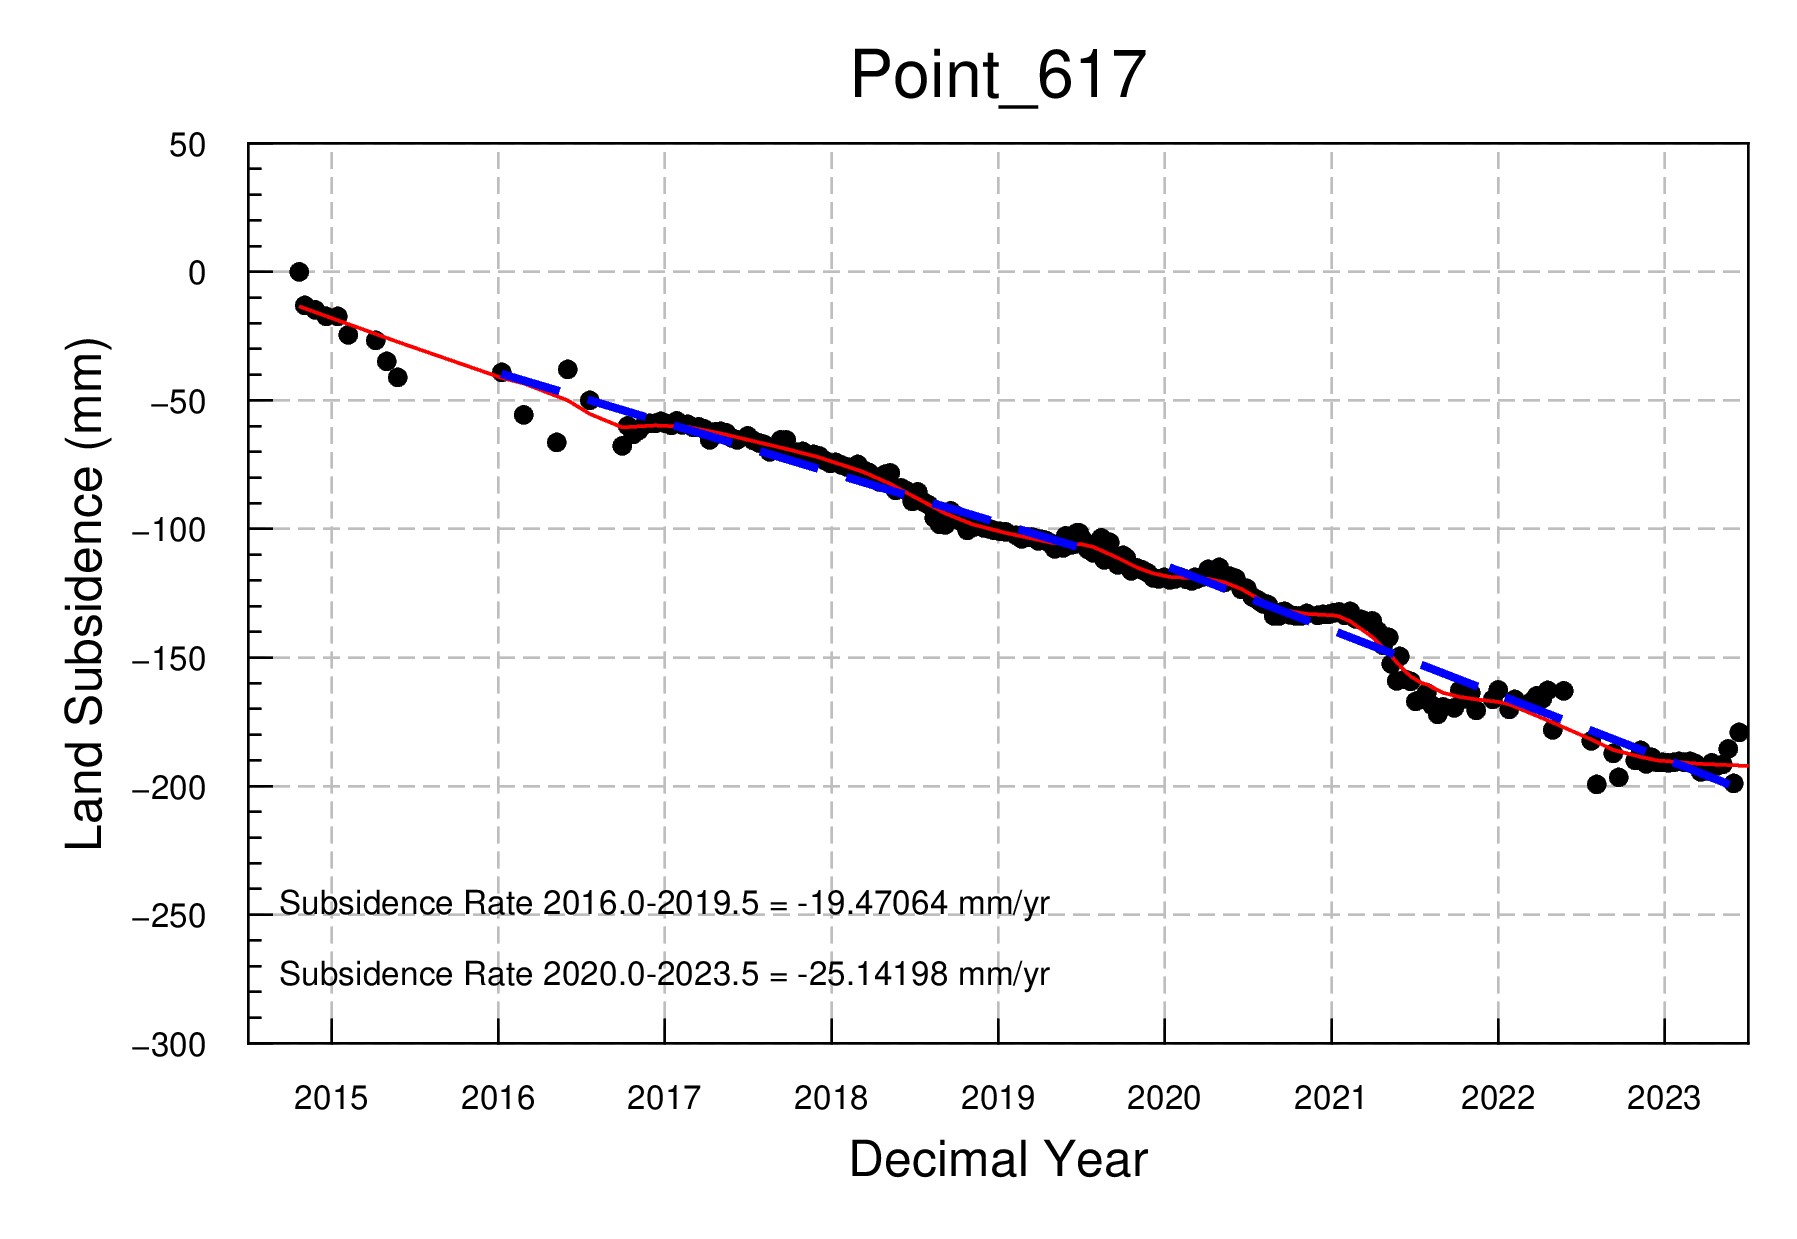 Point_617
50
0
−50
−100
−150
−200
−250
−300
Land Subsidence (mm)
Subsidence Rate 2016.0-2019.5 = -19.47064 mm/yr
Subsidence Rate 2020.0-2023.5 = -25.14198 mm/yr
2015 2016 2017 2018 2019 2020 2021 2022 2023
Decimal Year